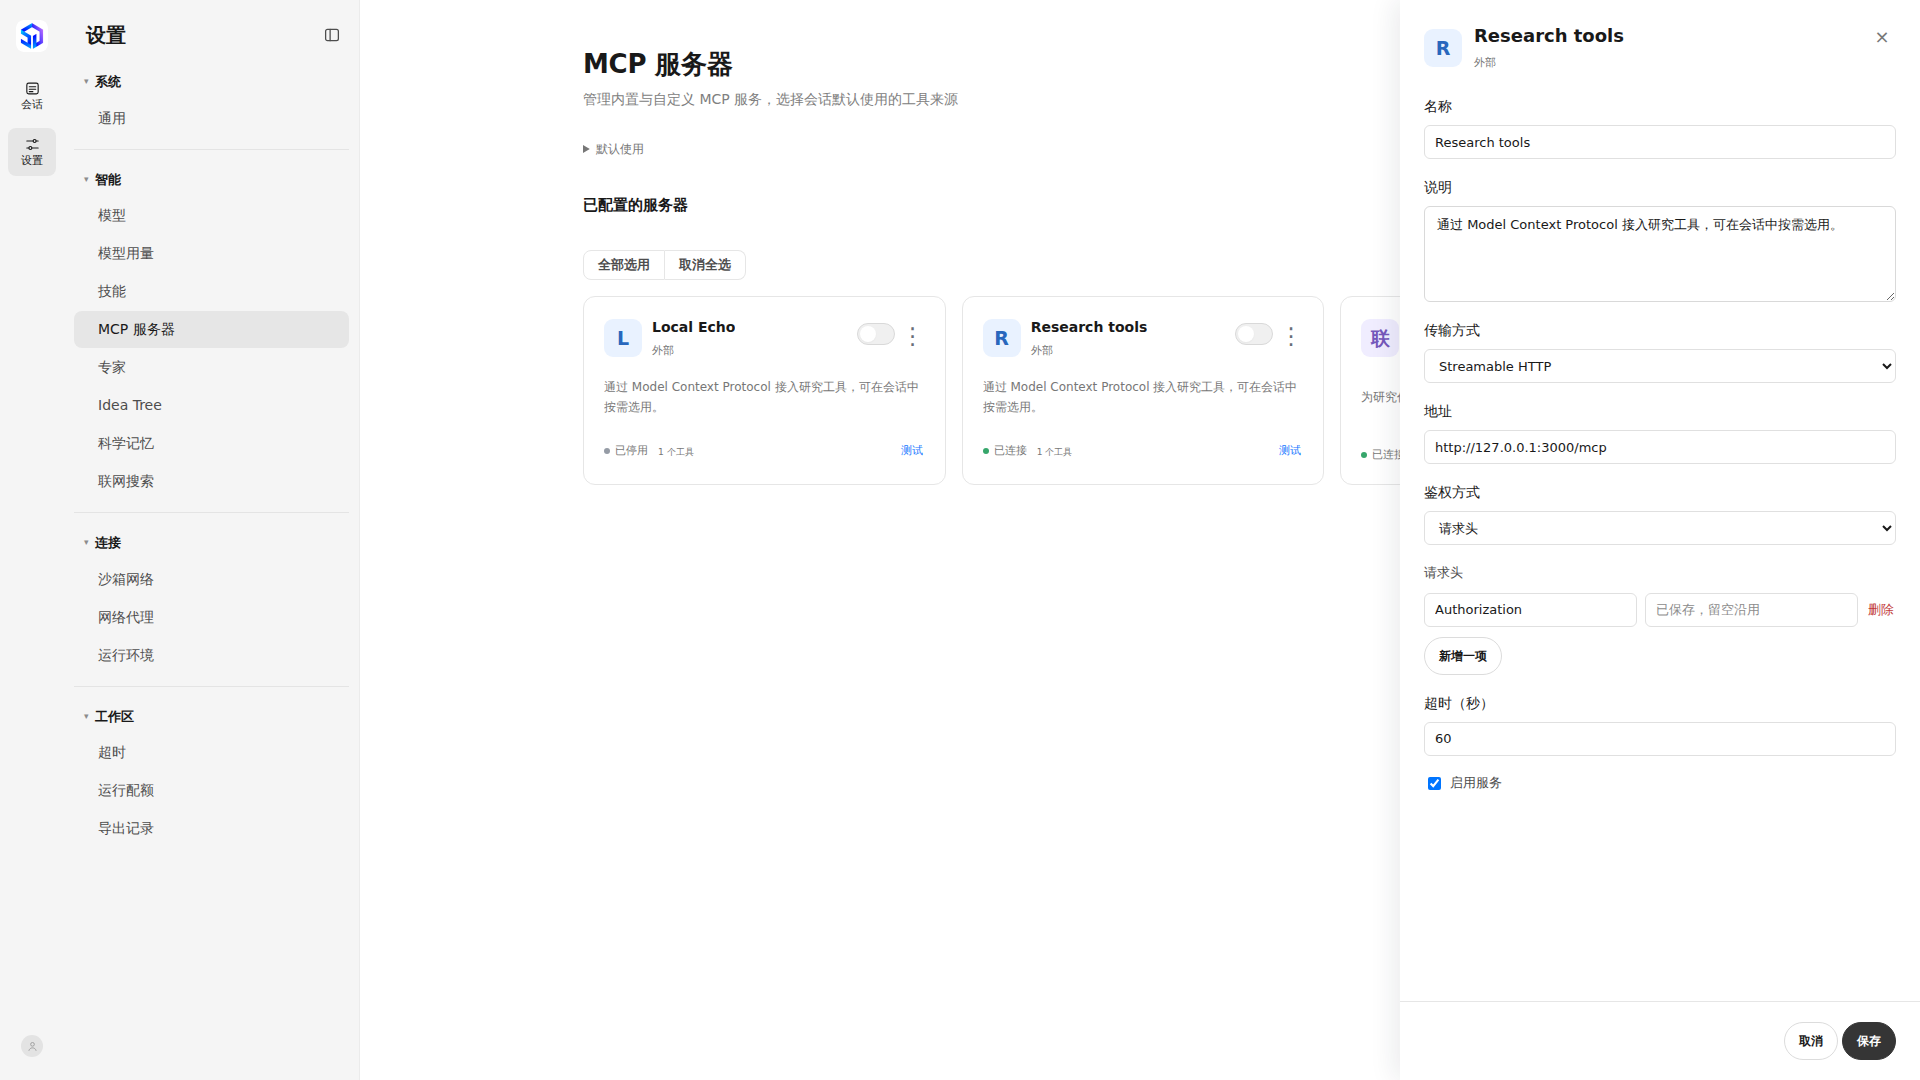 会话
设置
设置
系统
通用
智能
模型
模型用量
技能
MCP 服务器
专家
Idea Tree
科学记忆
联网搜索
连接
沙箱网络
网络代理
运行环境
工作区
超时
运行配额
导出记录
MCP 服务器
管理内置与自定义 MCP 服务，选择会话默认使用的工具来源
默认使用
已配置的服务器
全部选用
取消全选
L
Local Echo
外部
通过 Model Context Protocol 接入研究工具，可在会话中
按需选用。
已停用 1 个工具
测试
R
Research tools
外部
通过 Model Context Protocol 接入研究工具，可在会话中
按需选用。
已连接 1 个工具
测试
联
为研究
已连接
R
Research tools
外部
名称
Research tools
说明
通过 Model Context Protocol 接入研究工具，可在会话中按需选用。
传输方式
Streamable HTTP
地址
http://127.0.0.1:3000/mcp
鉴权方式
请求头
请求头
Authorization
已保存，留空沿用
删除
新增一项
超时（秒）
60
启用服务
取消
保存